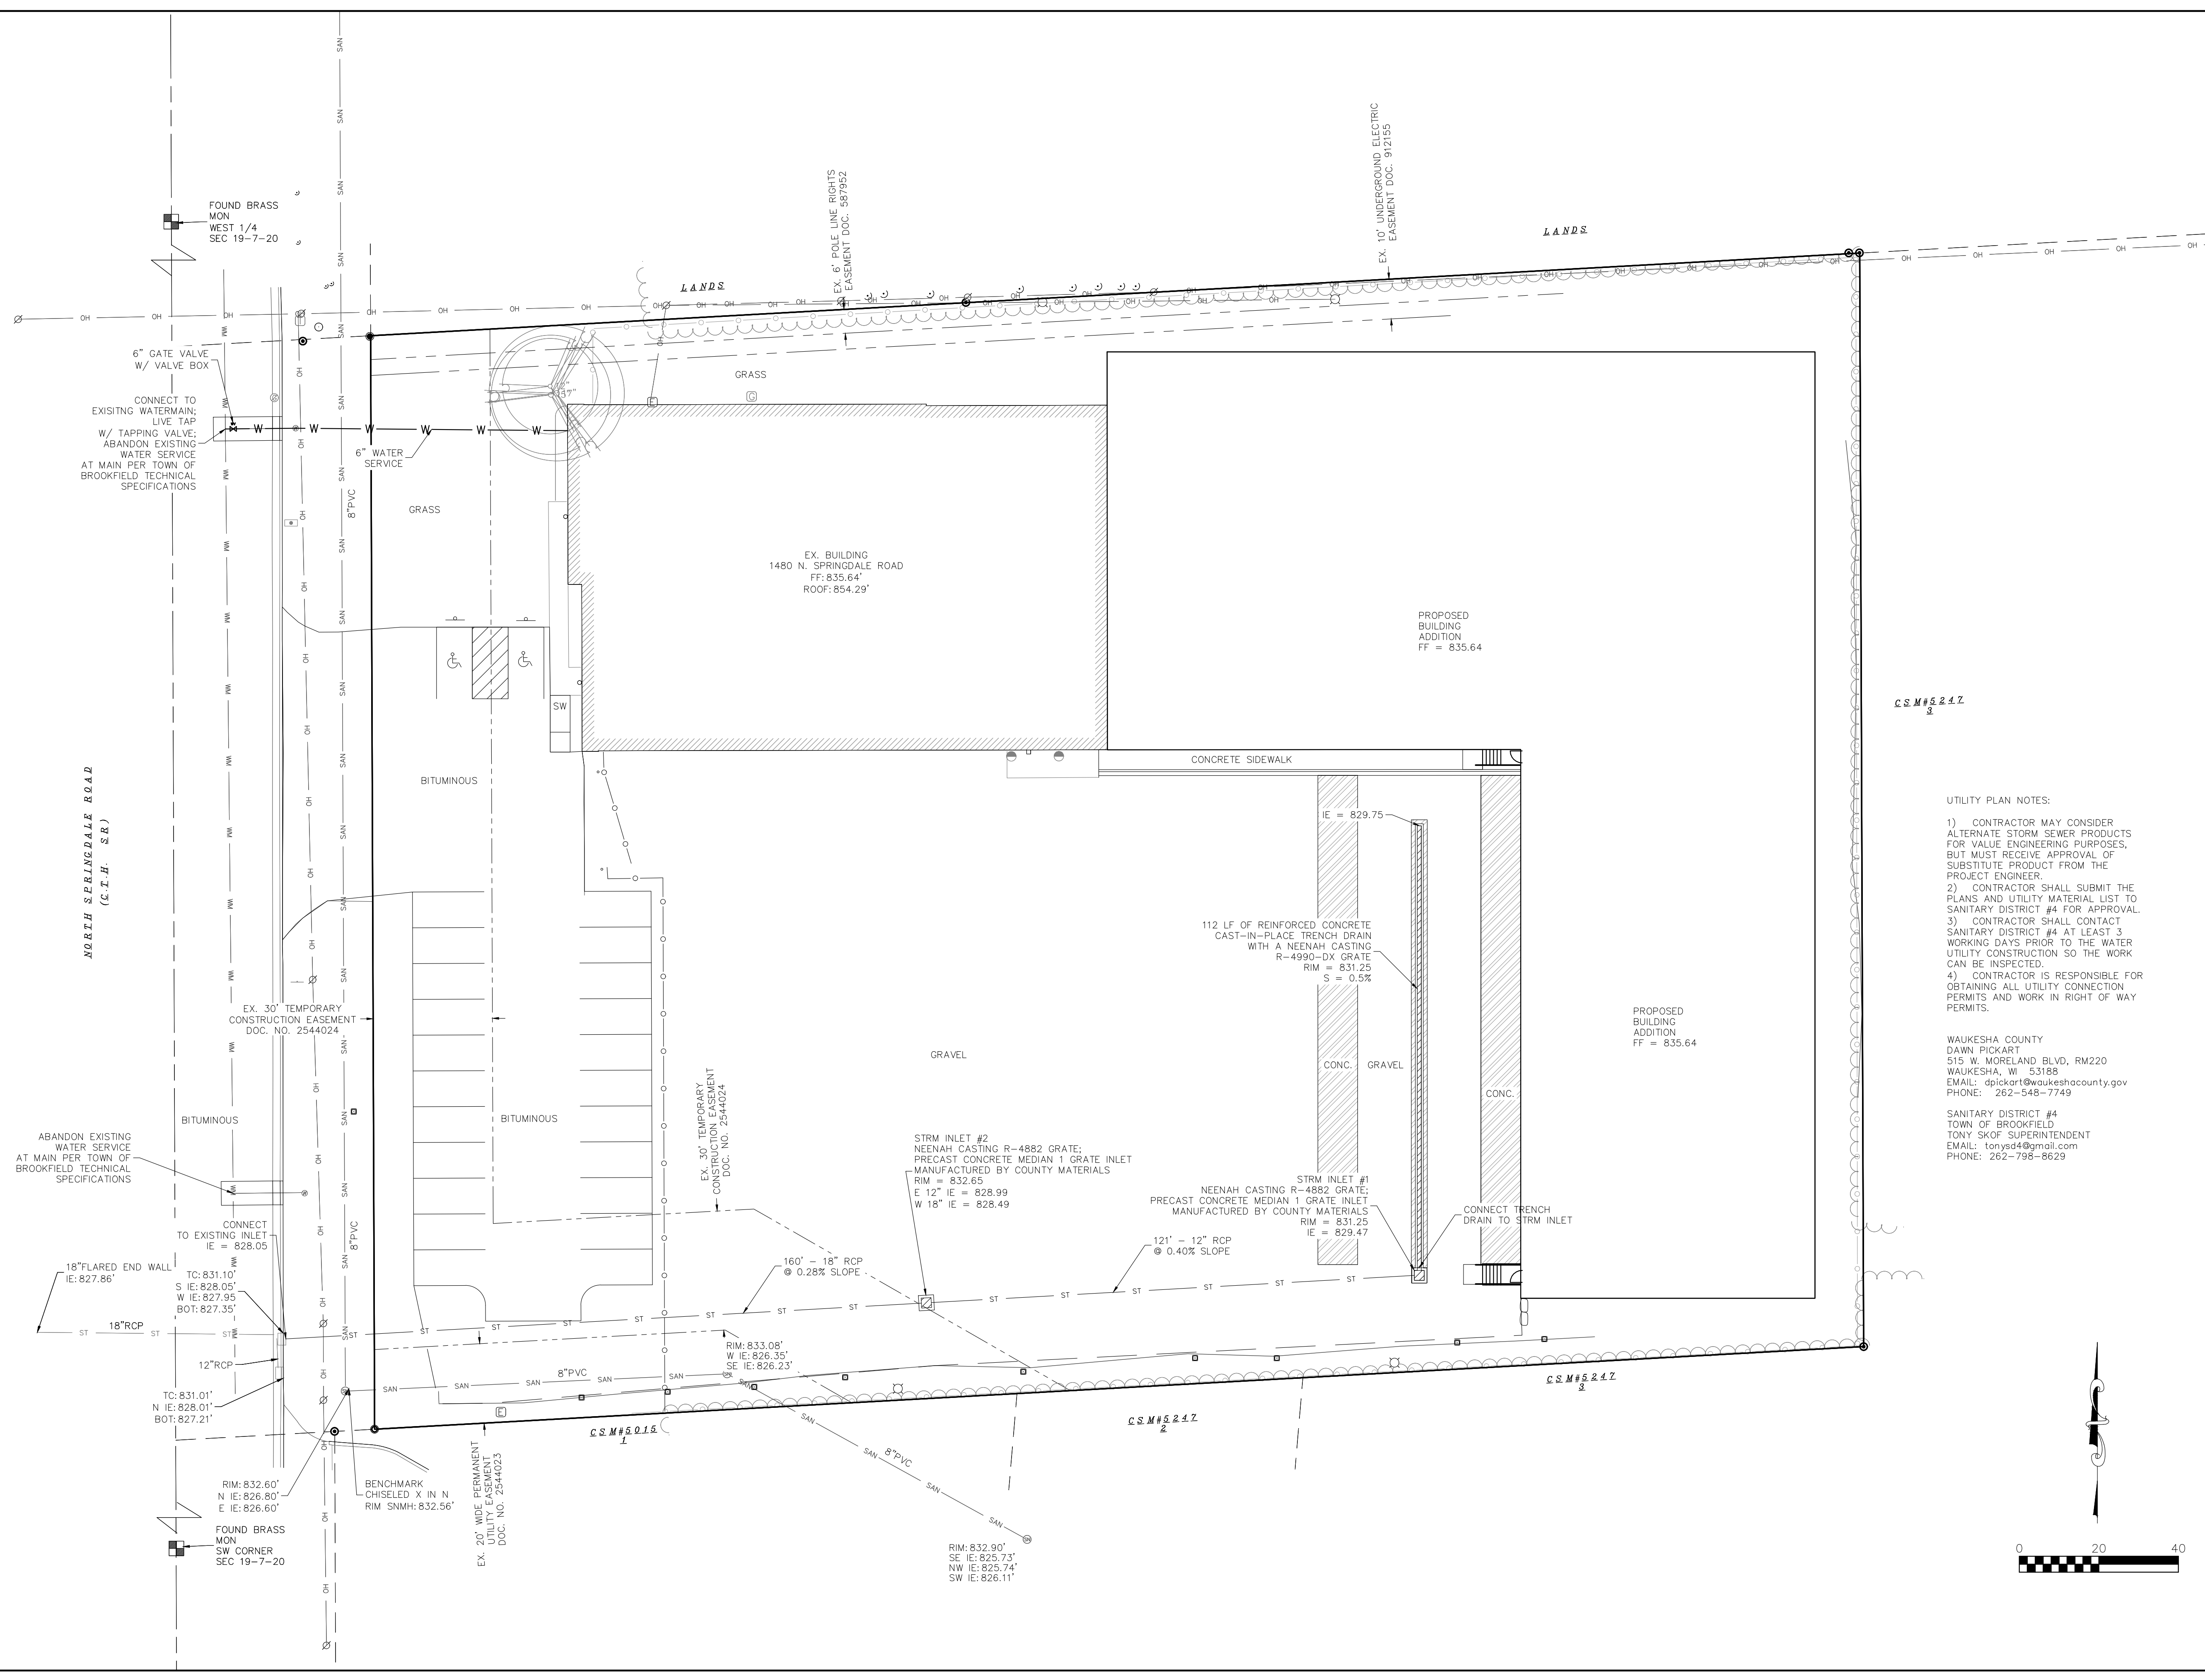 FOUND BRASS
MON
WEST 1/4
SEC 19-7-20
LANDS
EX. 6' POLE LINE RIGHTS
EASEMENT DOC. 587952
EX. 10' UNDERGROUND ELECTRIC
EASEMENT DOC. 912155
LANDS
6" GATE VALVE
W/ VALVE BOX
CONNECT TO
EXISITNG WATERMAIN;
LIVE TAP
W/ TAPPING VALVE;
ABANDON EXISTING
WATER SERVICE
AT MAIN PER TOWN OF
BROOKFIELD TECHNICAL
SPECIFICATIONS
6" WATER
SERVICE
8"PVC
GRASS
GRASS
E
G
EX. BUILDING
1480 N. SPRINGDALE ROAD
FF: 835.64'
ROOF: 854.29'
PROPOSED
BUILDING
ADDITION
FF = 835.64
CSM#5247
3
SW
BITUMINOUS
CONCRETE SIDEWALK
NORTH SPRINGDALE ROAD
(C.T.H. SR)
IE = 829.75
112 LF OF REINFORCED CONCRETE
CAST-IN-PLACE TRENCH DRAIN
WITH A NEENAH CASTING
R-4990-DX GRATE
RIM = 831.25
S = 0.5%
UTILITY PLAN NOTES:
1) CONTRACTOR MAY CONSIDER
ALTERNATE STORM SEWER PRODUCTS
FOR VALUE ENGINEERING PURPOSES,
BUT MUST RECEIVE APPROVAL OF
SUBSTITUTE PRODUCT FROM THE
PROJECT ENGINEER.
2) CONTRACTOR SHALL SUBMIT THE
PLANS AND UTILITY MATERIAL LIST TO
SANITARY DISTRICT #4 FOR APPROVAL.
3) CONTRACTOR SHALL CONTACT
SANITARY DISTRICT #4 AT LEAST 3
WORKING DAYS PRIOR TO THE WATER
UTILITY CONSTRUCTION SO THE WORK
CAN BE INSPECTED.
4) CONTRACTOR IS RESPONSIBLE FOR
OBTAINING ALL UTILITY CONNECTION
PERMITS AND WORK IN RIGHT OF WAY
PERMITS.
WAUKESHA COUNTY
DAWN PICKART
515 W. MORELAND BLVD, RM220
WAUKESHA, WI 53188
EMAIL: dpickart@waukeshacounty.gov
PHONE: 262-548-7749
SANITARY DISTRICT #4
TOWN OF BROOKFIELD
TONY SKOF SUPERINTENDENT
EMAIL: tonysd4@gmail.com
PHONE: 262-798-8629
EX. 30' TEMPORARY
CONSTRUCTION EASEMENT
DOC. NO. 2544024
GRAVEL
CONC.
GRAVEL
CONC.
PROPOSED
BUILDING
ADDITION
FF = 835.64
BITUMINOUS
BITUMINOUS
EX. 30' TEMPORARY
CONSTRUCTION EASEMENT
DOC. NO. 2544024
ABANDON EXISTING
WATER SERVICE
AT MAIN PER TOWN OF
BROOKFIELD TECHNICAL
SPECIFICATIONS
STRM INLET #2
NEENAH CASTING R-4882 GRATE;
PRECAST CONCRETE MEDIAN 1 GRATE INLET
MANUFACTURED BY COUNTY MATERIALS
RIM = 832.65
E 12" IE = 828.99
W 18" IE = 828.49
STRM INLET #1
NEENAH CASTING R-4882 GRATE;
PRECAST CONCRETE MEDIAN 1 GRATE INLET
MANUFACTURED BY COUNTY MATERIALS
RIM = 831.25
IE = 829.47
CONNECT TRENCH
DRAIN TO STRM INLET
CONNECT
TO EXISTING INLET
IE = 828.05
8"PVC
121' - 12" RCP
@ 0.40% SLOPE
160' - 18" RCP
@ 0.28% SLOPE
18"FLARED END WALL
IE: 827.86'
TC: 831.10'
S IE: 828.05'
W IE: 827.95
BOT: 827.35'
18"RCP
12"RCP
TC: 831.01'
N IE: 828.01'
BOT: 827.21'
RIM: 833.08'
W IE: 826.35'
SE IE: 826.23'
8"PVC
E
CSM#5015
1
CSM#5247
2
CSM#5247
3
8"PVC
RIM: 832.60'
N IE: 826.80'
E IE: 826.60'
BENCHMARK
CHISELED X IN N
RIM SNMH: 832.56'
EX. 20' WIDE PERMANENT
UTILITY EASEMENT
DOC. NO. 2544023
FOUND BRASS
MON
SW CORNER
SEC 19-7-20
RIM: 832.90'
SE IE: 825.73'
NW IE: 825.74'
SW IE: 826.11'
0 20 40